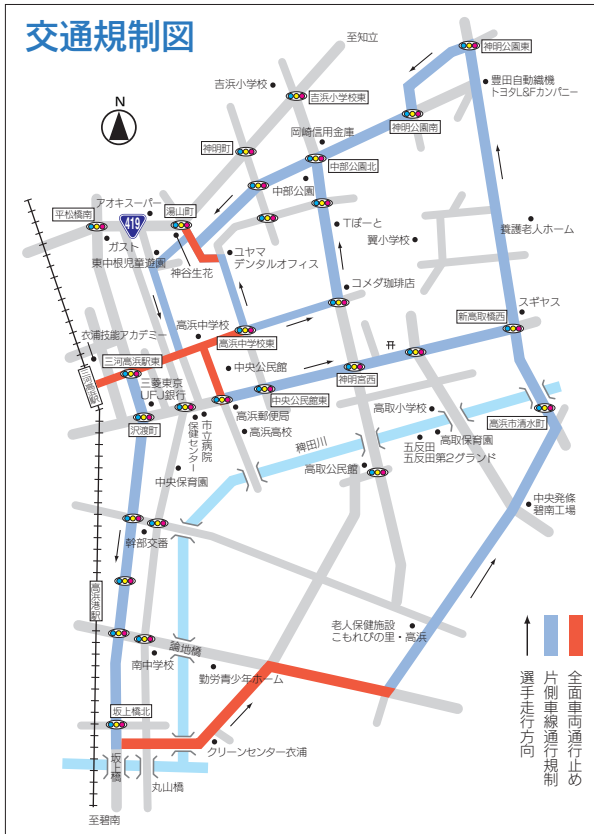 交通規制図
至知立
神明公園東
吉浜小学校
吉浜小学校東
豊田自動織機
トヨタL&Fカンパニー
N
岡崎信用金庫
神明公園南
神明町
中部公園北
中部公園
アオキスーパー
湯山町
平松橋南
419
ガスト
東中根児童遊園
神谷生花
ユヤマ
デンタルオフィス
Tぽーと
翼小学校
養護老人ホーム
コメダ珈琲店
スギヤス
新高取橋西
高浜中学校
高浜中学校東
衣浦技能アカデミー
三河高浜駅東
三河高浜駅
三菱東京
UFJ銀行
中央公民館
神明宮西
中央公民館東
沢渡町
市立病院
保健センター
高浜郵便局
高浜高校
高取小学校
高浜市清水町
稗田川
五反田
五反田第2グランド
高取保育園
高取公民館
中央保育園
中央発條
碧南工場
幹部交番
高浜港駅
老人保健施設
こもれびの里・高浜
論地橋
南中学校
勤労青少年ホーム
坂上橋北
クリーンセンター衣浦
坂上橋
丸山橋
至碧南
全面車両通行止め
片側車線通行規制
選手走行方向